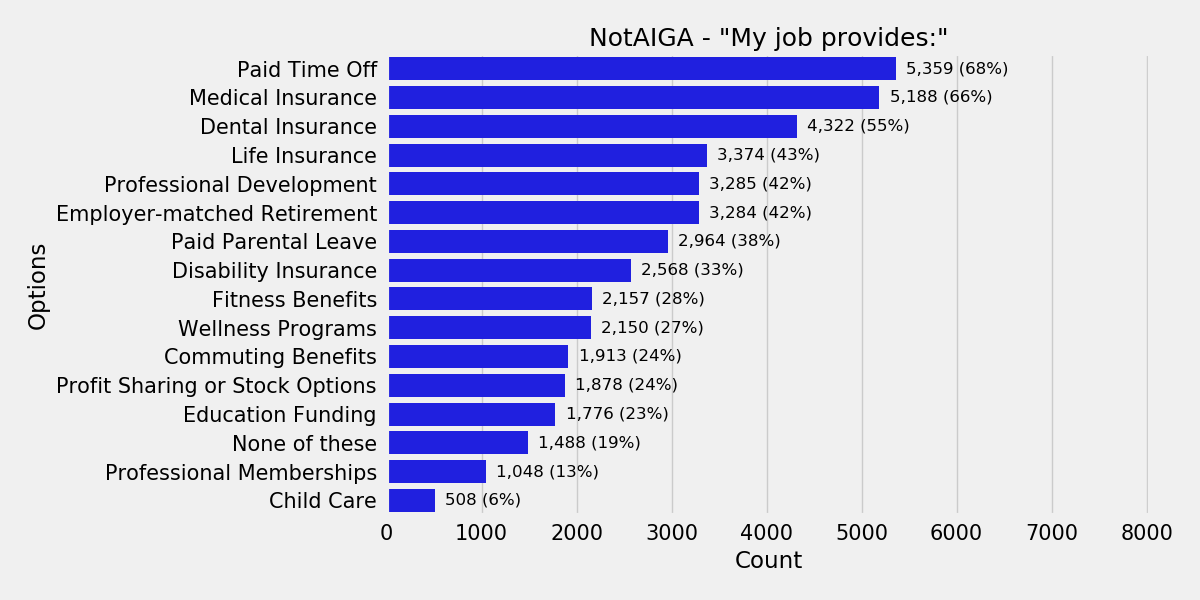 NotAIGA - "My job provides:"
Options
Paid Time Off 5,359 (68%)
Medical Insurance 5,188 (66%)
Dental Insurance 4,322 (55%)
Life Insurance 3,374 (43%)
Professional Development 3,285 (42%)
Employer-matched Retirement 3,284 (42%)
Paid Parental Leave 2,964 (38%)
Disability Insurance 2,568 (33%)
Fitness Benefits 2,157 (28%)
Wellness Programs 2,150 (27%)
Commuting Benefits 1,913 (24%)
Profit Sharing or Stock Options 1,878 (24%)
Education Funding 1,776 (23%)
None of these 1,488 (19%)
Professional Memberships 1,048 (13%)
Child Care 508 (6%)
0 1000 2000 3000 4000 5000 6000 7000 8000
Count